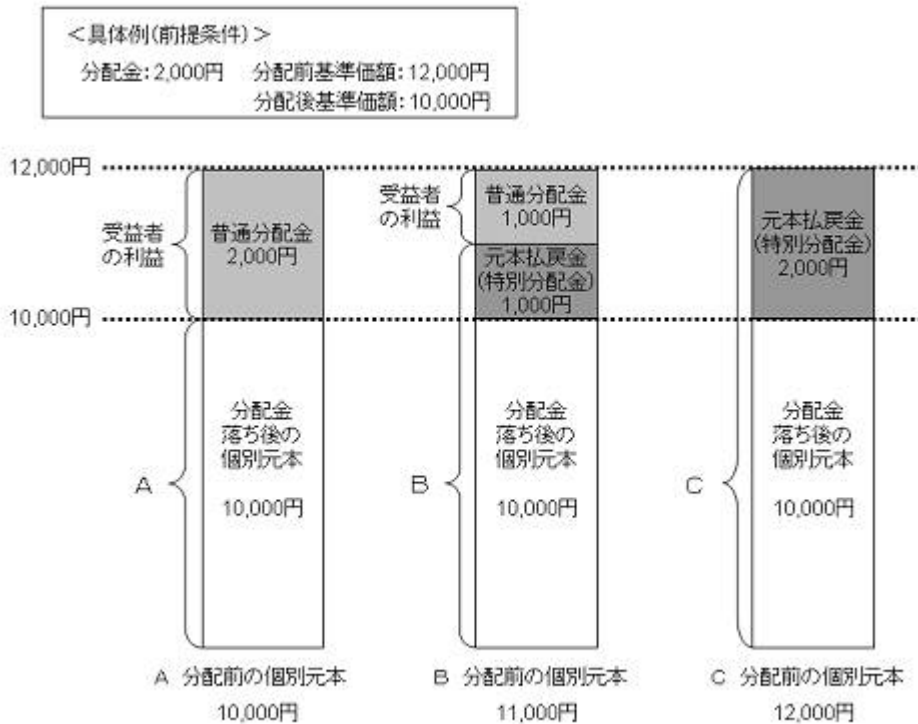 ＜具体例(前提条件)＞
分配金：2,000円　分配前基準価額：12,000円
分配後基準価額：10,000円
12,000円
受益者
の利益
普通分配金
2,000円
10,000円
A
分配金
落ち後の
個別元本
10,000円
A 分配前の個別元本
10,000円
受益者
の利益
普通分配金
1,000円
元本払戻金
(特別分配金)
1,000円
B
分配金
落ち後の
個別元本
10,000円
B 分配前の個別元本
11,000円
元本払戻金
(特別分配金)
2,000円
C
分配金
落ち後の
個別元本
10,000円
C 分配前の個別元本
12,000円